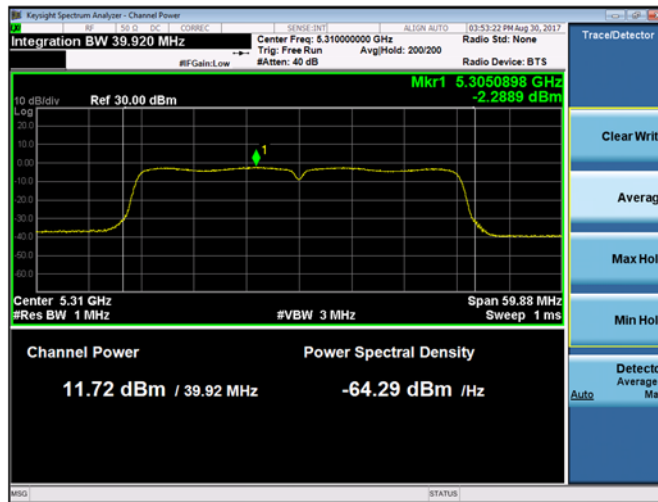 Keysight Spectrum Analyzer - Channel Power
RF 50 Ω DC CORREC SENSE:INT ALIGN AUTO 03:53:22 PM Aug 30, 2017
Integration BW 39.920 MHz Center Freq: 5.310000000 GHz Radio Std: None
Trig: Free Run Avg|Hold: 200/200
#IFGain:Low #Atten: 40 dB Radio Device: BTS
Trace/Detector
Mkr1 5.3050898 GHz
-2.2889 dBm
10 dB/div Ref 30.00 dBm
Log
20.0
10.0
0.00
-10.0
-20.0
-30.0
-40.0
-50.0
-60.0
1
Center 5.31 GHz Span 59.88 MHz
#Res BW 1 MHz #VBW 3 MHz Sweep 1 ms
Channel Power Power Spectral Density
11.72 dBm / 39.92 MHz -64.29 dBm /Hz
Clear Writ
Averag
Max Hol
Min Hol
Detecto
Average
Auto Ma
MSG STATUS